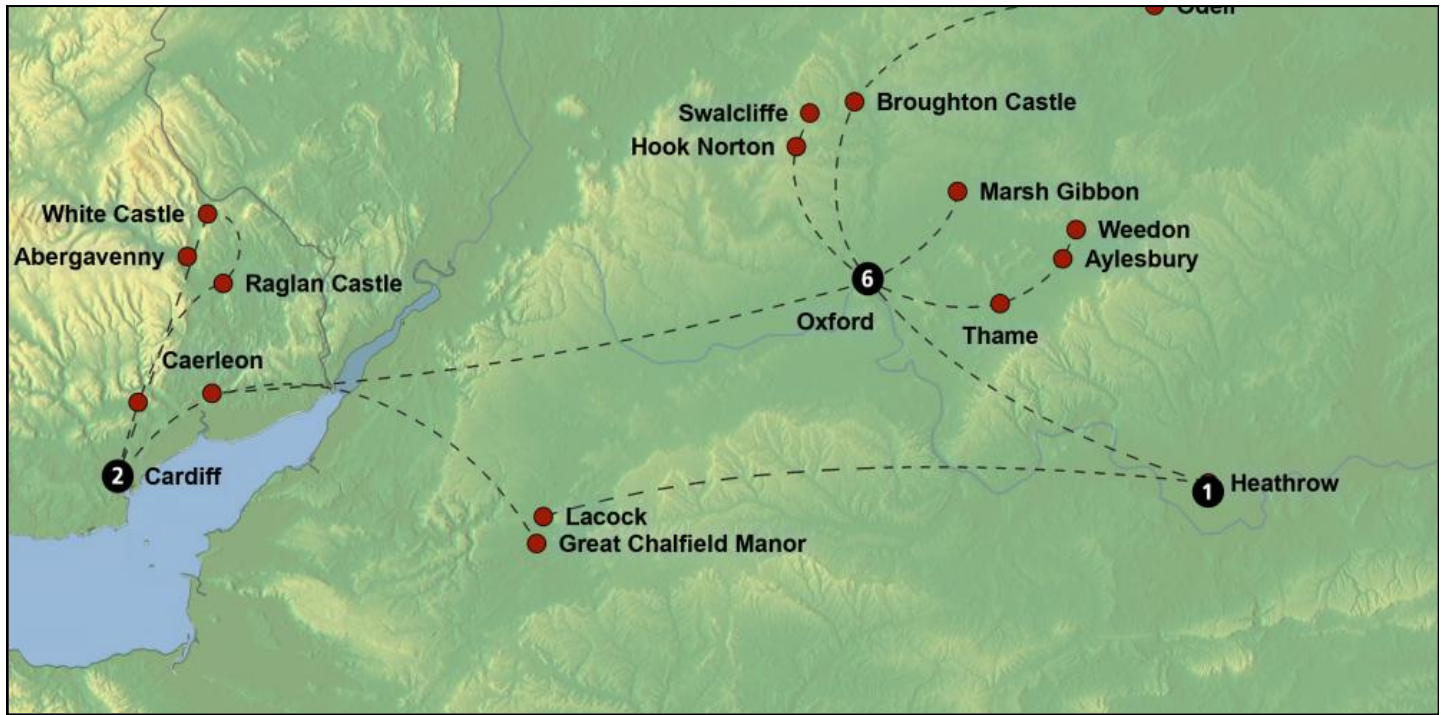 Odell
Swalcliffe
Broughton Castle
Hook Norton
Marsh Gibbon
White Castle
Weedon
Abergavenny
Aylesbury
Raglan Castle
6
Oxford
Thame
Caerleon
2
Cardiff
Heathrow
1
Lacock
Great Chalfield Manor